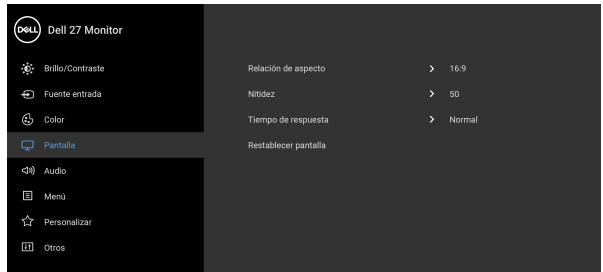 DELL Dell 27 Monitor
Brillo/Contraste
Relación de aspecto 16:9
Fuente entrada
Nitidez 50
Color
Tiempo de respuesta Normal
Pantalla
Restablecer pantalla
Audio
Menú
Personalizar
Otros